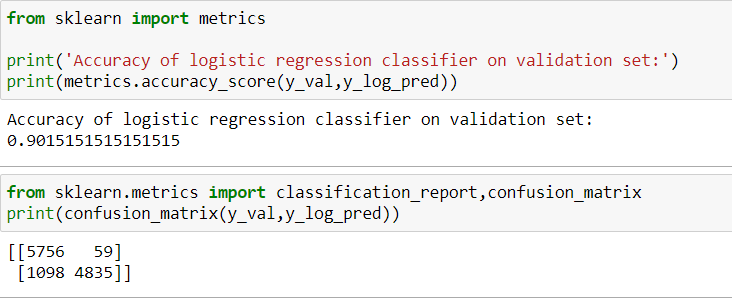 from sklearn import metrics
print('Accuracy of logistic regression classifier on validation set:')
print(metrics.accuracy_score(y_val,y_log_pred))
Accuracy of logistic regression classifier on validation set:
0.9015151515151515
from sklearn.metrics import classification_report,confusion_matrix
print(confusion_matrix(y_val,y_log_pred))
[[5756   59]
 [1098 4835]]